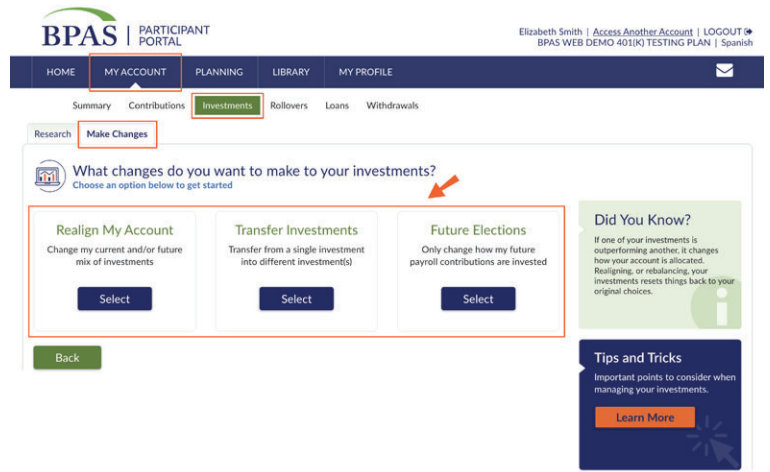 BPAS | PARTICIPANT PORTAL
Elizabeth Smith | Access Another Account | LOGOUT
BPAS WEB DEMO 401(K) TESTING PLAN | Spanish
HOME MY ACCOUNT PLANNING LIBRARY MY PROFILE
Summary Contributions Investments Rollovers Loans Withdrawals
Research Make Changes
What changes do you want to make to your investments?
Choose an option below to get started
Realign My Account
Change my current and/or future
mix of investments
Select
Transfer Investments
Transfer from a single investment
into different investment(s)
Select
Future Elections
Only change how my future
payroll contributions are invested
Select
Back
Did You Know?
If one of your investments is
outperforming another, it changes
how your account is allocated.
Realigning, or rebalancing, your
investments resets things back to your
original choices.
Tips and Tricks
Important points to consider when
managing your investments.
Learn More